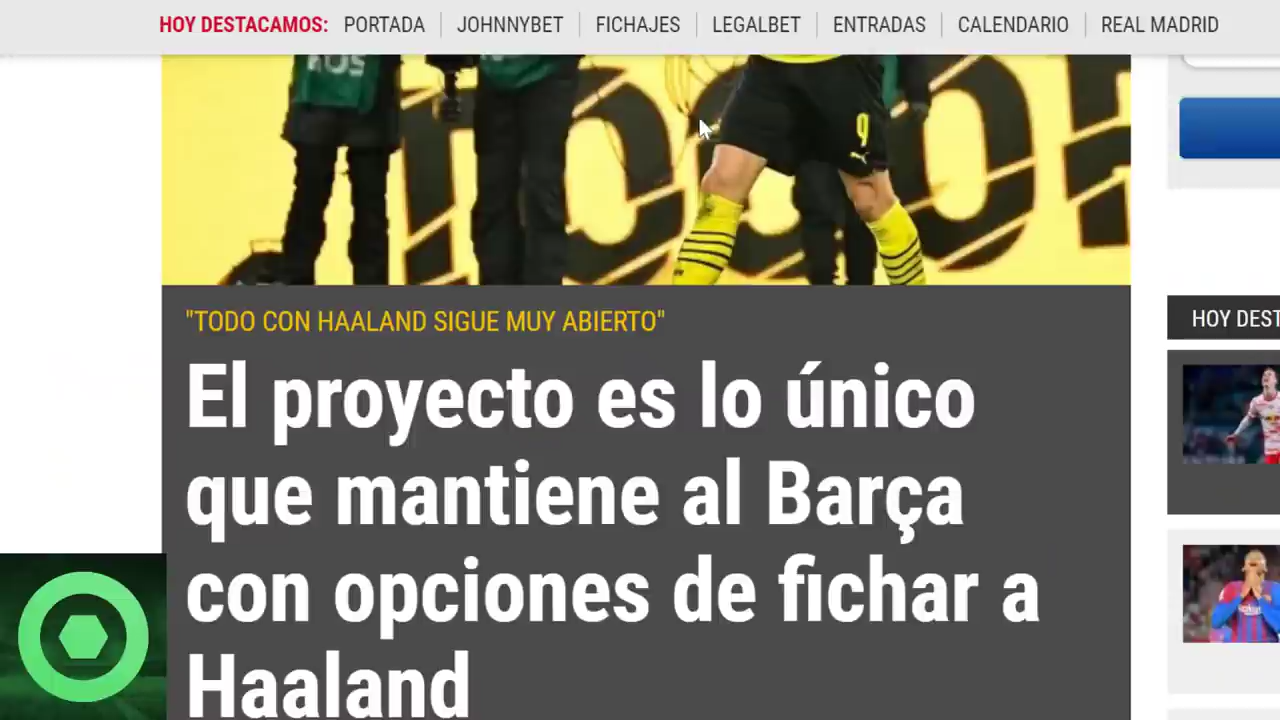 HOY DESTACAMOS: PORTADA JOHNNYBET FICHAJES LEGALBET ENTRADAS CALENDARIO REAL MADRID
9
"TODO CON HAALAND SIGUE MUY ABIERTO"
HOY DEST
El proyecto es lo único
que mantiene al Barça
con opciones de fichar a
Haaland